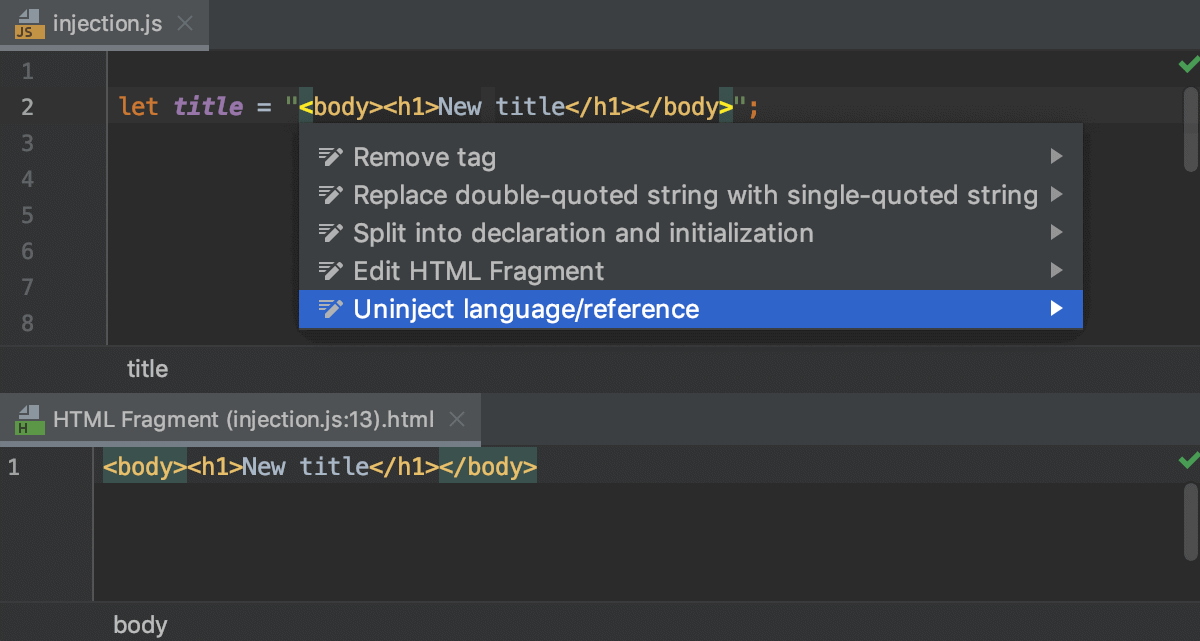 JS injection.js
1
2 let title = "<body><h1>New title</h1></body>";
3
4
5
6
7
8
Remove tag
Replace double-quoted string with single-quoted string
Split into declaration and initialization
Edit HTML Fragment
Uninject language/reference
title
H HTML Fragment (injection.js:13).html
1 <body><h1>New title</h1></body>
body